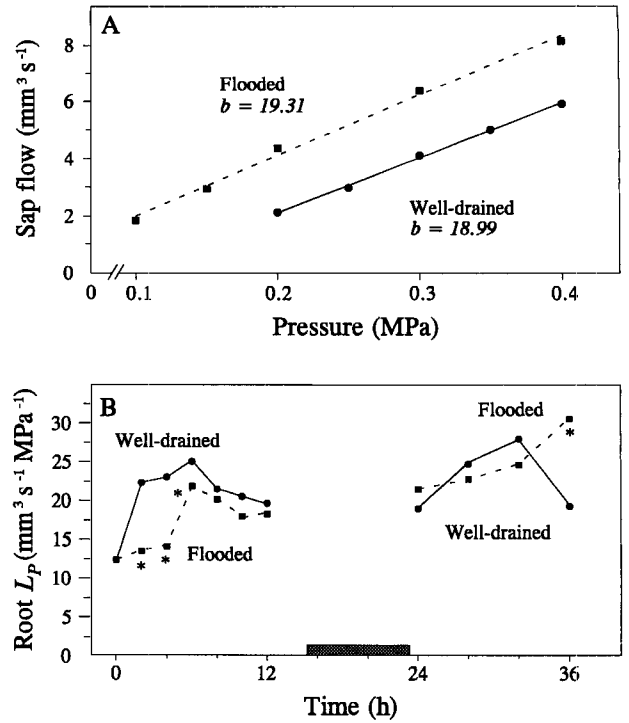 A
Sap flow (mm³ s⁻¹)
8
6
4
2
0
Flooded
b = 19.31
Well-drained
b = 18.99
0 0.1 0.2 0.3 0.4
Pressure (MPa)
B
Root Lₚ (mm³ s⁻¹ MPa⁻¹)
30
25
20
15
10
5
0
Well-drained
*
* *
Flooded
Flooded
*
Well-drained
0 12 24 36
Time (h)